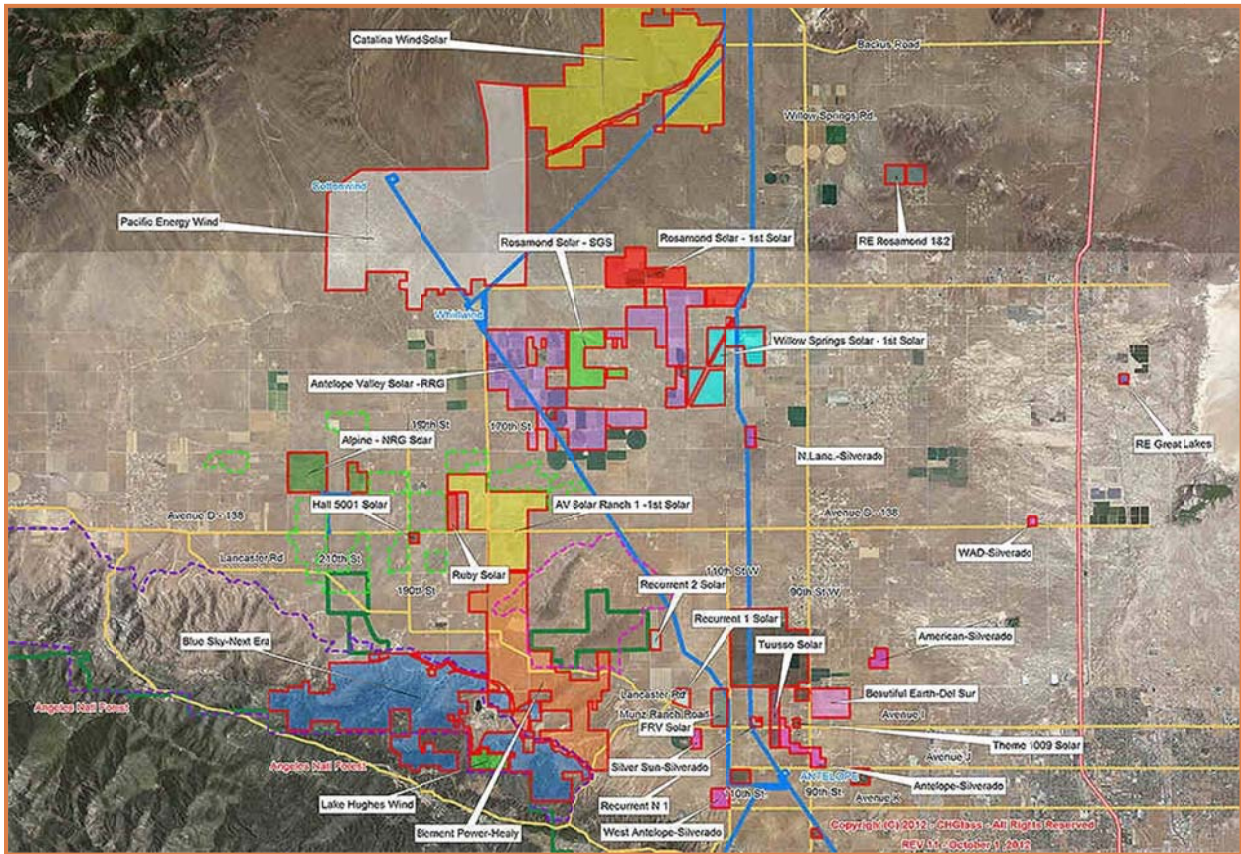 Catalina WindSolar
Backus Road
Willow Springs Rd.
Cottonwind
Pacific Energy Wind
Rosamond Solar - SGS
Rosamond Solar - 1st Solar
RE Rosamond 1&2
Whirlwind
Willow Springs Solar - 1st Solar
Antelope Valley Solar -RRG
RE Great Lakes
190th St
170th St
Alpine - NRG Solar
N.Lanc.-Silverado
Hall 5001 Solar
AV Solar Ranch 1 -1st Solar
Avenue D - 138
Avenue G - 138
WAD-Silverado
Lancaster Rd
210th St
Ruby Solar
110th St W
190th St
Recurrent 2 Solar
90th St W
Recurrent 1 Solar
American-Silverado
Blue Sky-Next Era
Tuusso Solar
Lancaster Rd
Beautiful Earth-Del Sur
Angeles Natl Forest
Munz Ranch Road
Avenue I
FRV Solar
Theme 1009 Solar
Avenue J
Angeles Natl Forest
Silver Sun-Silverado
ANTELOPE
Antelope-Silverado
Lake Hughes Wind
Recurrent N 1
110th St.
90th St.
Avenue K
Element Power-Healy
West Antelope-Silverado
Copyright (C) 2012 - CHGlass - All Rights Reserved
REV 11 - October 1, 2012